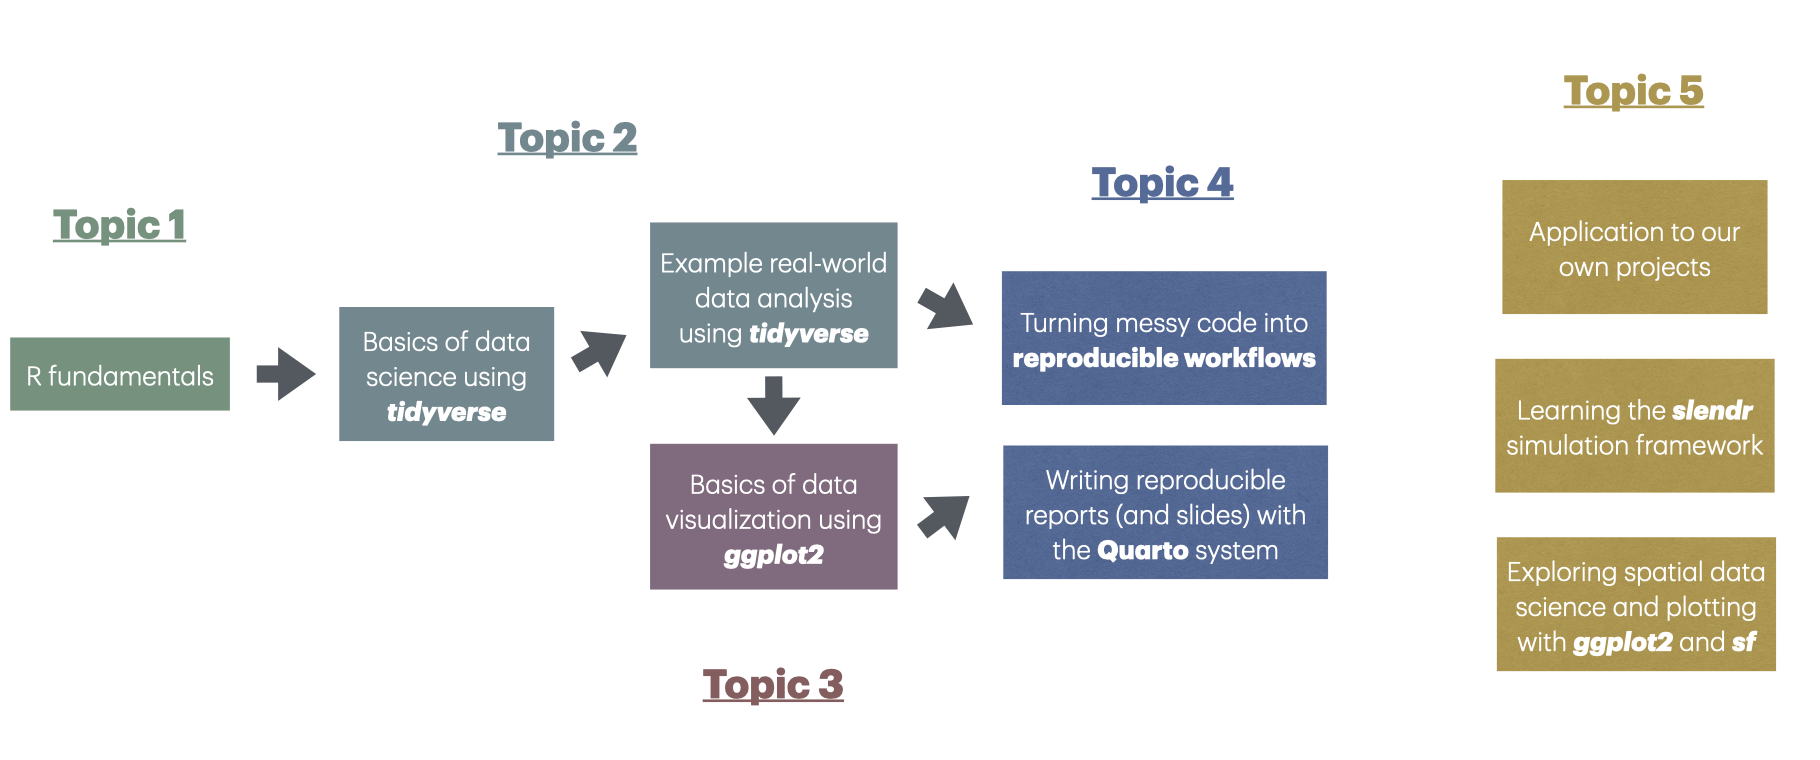 Topic 1
R fundamentals
Topic 2
Basics of data
science using
tidyverse
Example real-world
data analysis
using tidyverse
Basics of data
visualization using
ggplot2
Topic 3
Topic 4
Turning messy code into
reproducible workflows
Writing reproducible
reports (and slides) with
the Quarto system
Topic 5
Application to our
own projects
Learning the slendr
simulation framework
Exploring spatial data
science and plotting
with ggplot2 and sf